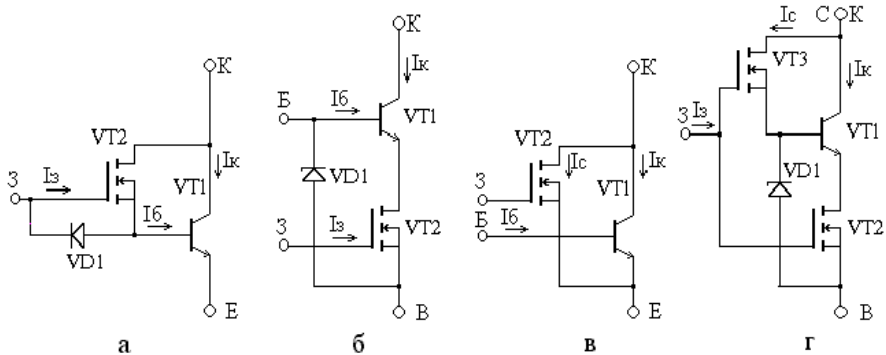 К
VT2
Iк
Iз
З
VT1
Iб
VD1
Е
а
К
Iк
Б
Iб
VT1
VD1
З
Iз
VT2
В
б
К
VT2
Iс
Iк
З
VT1
Б
Iб
Е
в
Iс
С
К
VT3
Iк
З
Iз
VT1
VD1
VT2
В
г